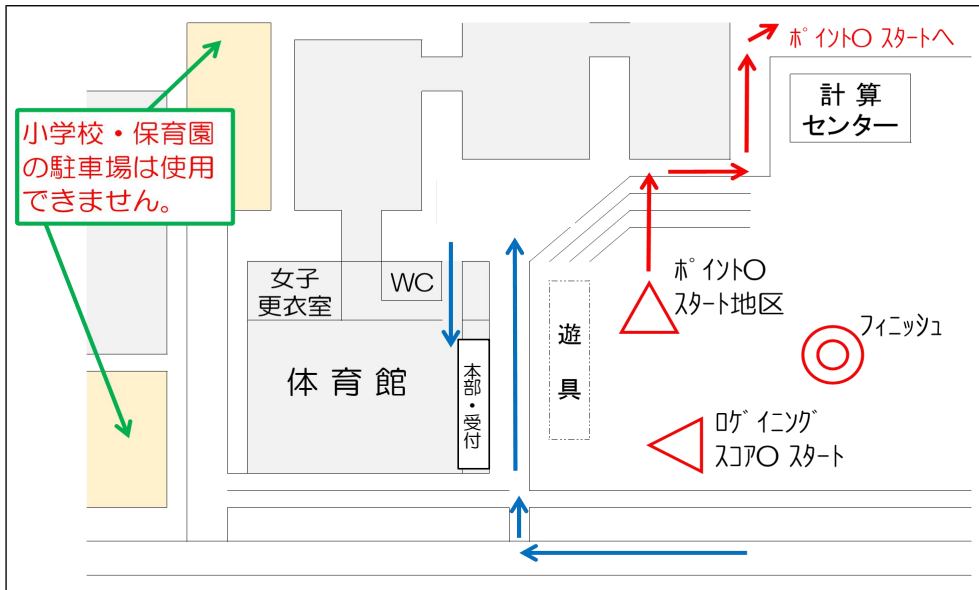 ﾎﾟｲﾝﾄO ｽﾀｰﾄへ
計 算
センター
小学校・保育園
の駐車場は使用
できません。
女子
更衣室
WC
ﾎﾟｲﾝﾄO
ｽﾀｰﾄ地区
遊
具
ﾌｨﾆｯｼｭ
体 育 館
本部・受付
ﾛｹﾞｲﾆﾝｸﾞ
ｽｺｱO ｽﾀｰﾄ